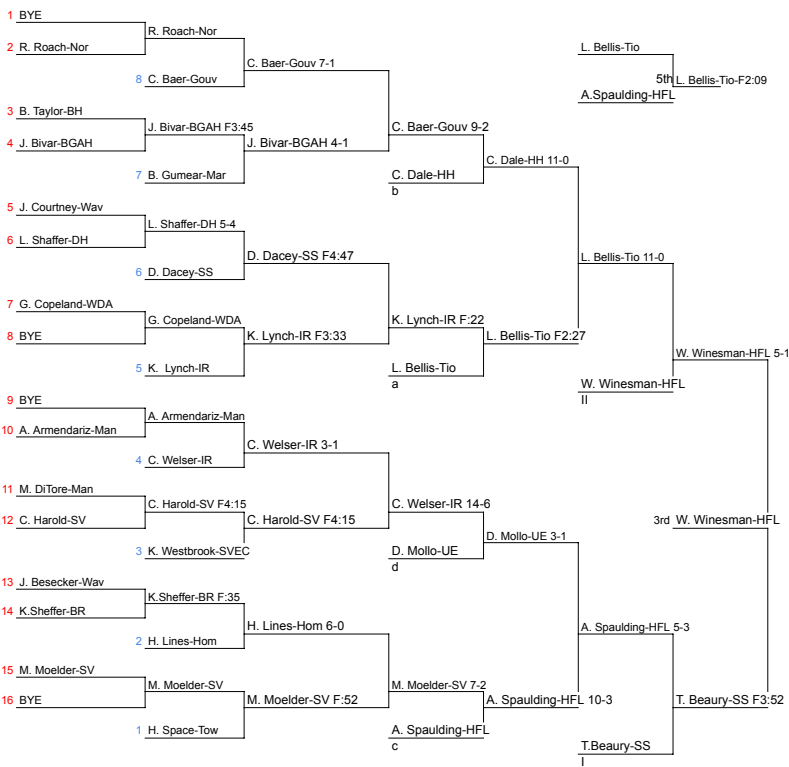 1 BYE
R. Roach-Nor
2 R. Roach-Nor
C. Baer-Gouv 7-1
8 C. Baer-Gouv
3 B. Taylor-BH
J. Bivar-BGAH F3:45
C. Baer-Gouv 9-2
4 J. Bivar-BGAH
J. Bivar-BGAH 4-1
7 B. Gumear-Mar
C. Dale-HH
b
C. Dale-HH 11-0
5 J. Courtney-Wav
L. Shaffer-DH 5-4
6 L. Shaffer-DH
D. Dacey-SS F4:47
6 D. Dacey-SS
L. Bellis-Tio 11-0
7 G. Copeland-WDA
G. Copeland-WDA
K. Lynch-IR F:22
8 BYE
K. Lynch-IR F3:33
L. Bellis-Tio F2:27
5 K. Lynch-IR
L. Bellis-Tio
a
W. Winesman-HFL 5-1
W. Winesman-HFL
II
9 BYE
A. Armendariz-Man
10 A. Armendariz-Man
C. Welser-IR 3-1
4 C. Welser-IR
11 M. DiTore-Man
C. Harold-SV F4:15
C. Welser-IR 14-6
12 C. Harold-SV
C. Harold-SV F4:15
3rd W. Winesman-HFL
3 K. Westbrook-SVEC
D. Mollo-UE
d
D. Mollo-UE 3-1
13 J. Besecker-Wav
K.Sheffer-BR F:35
14 K.Sheffer-BR
H. Lines-Hom 6-0
2 H. Lines-Hom
A. Spaulding-HFL 5-3
15 M. Moelder-SV
M. Moelder-SV
M. Moelder-SV 7-2
16 BYE
M. Moelder-SV F:52
A. Spaulding-HFL 10-3
T. Beaury-SS F3:52
1 H. Space-Tow
A. Spaulding-HFL
c
T.Beaury-SS
I
L. Bellis-Tio
5th L. Bellis-Tio-F2:09
A.Spaulding-HFL